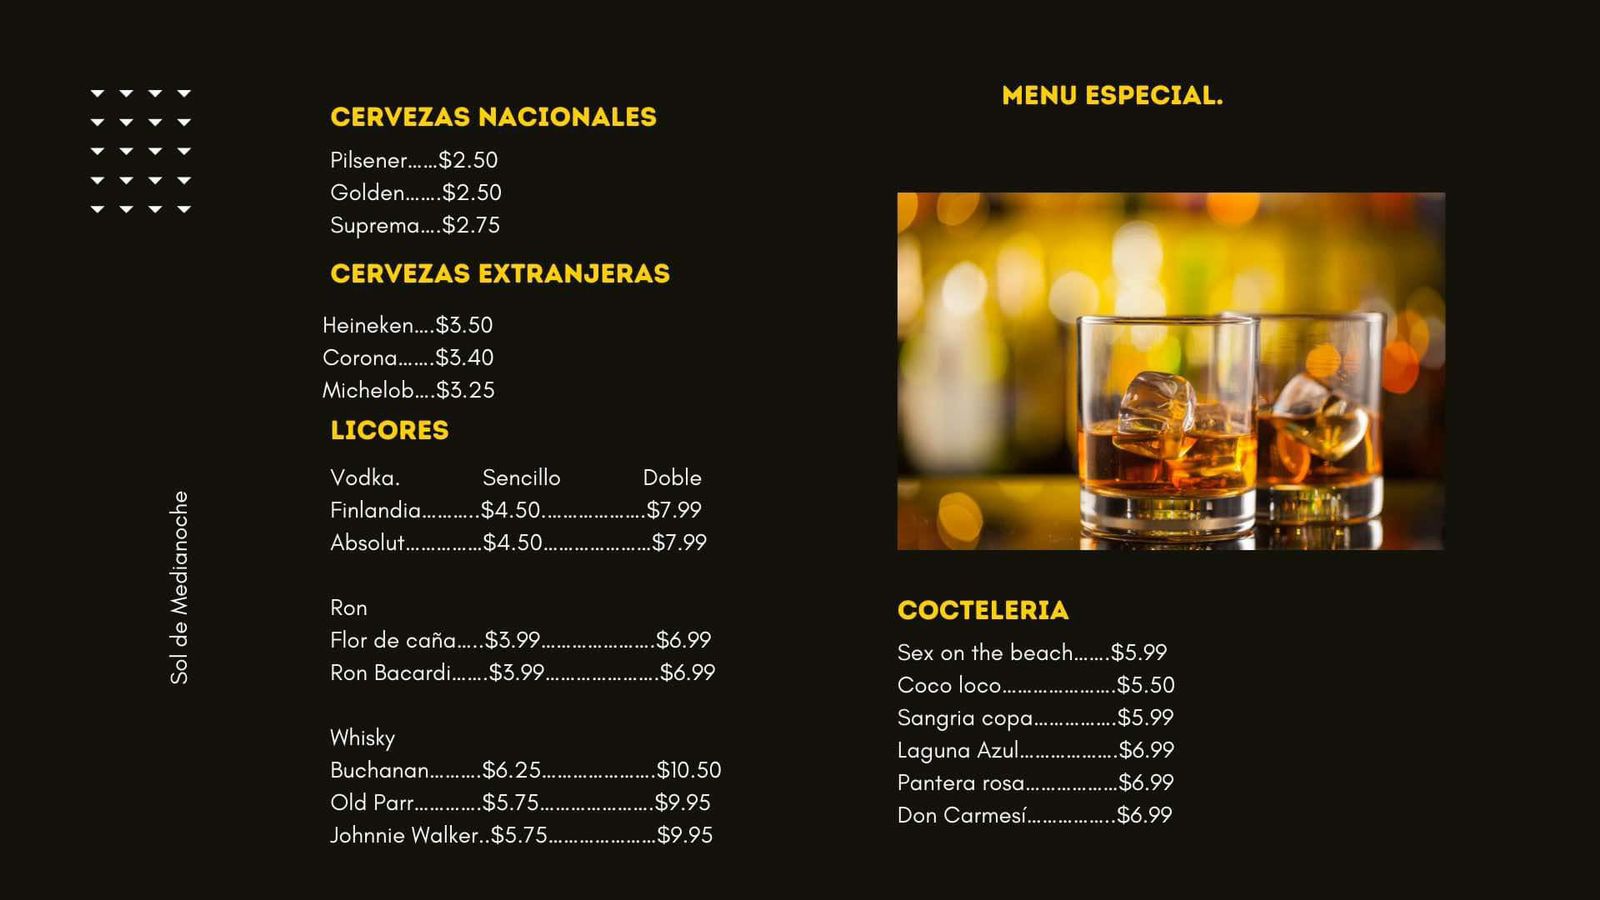 CERVEZAS NACIONALES
Pilsener......$2.50
Golden.......$2.50
Suprema....$2.75
CERVEZAS EXTRANJERAS
Heineken....$3.50
Corona.......$3.40
Michelob....$3.25
LICORES
Vodka. Sencillo Doble
Finlandia...........$4.50....................$7.99
Absolut...............$4.50.....................$7.99
Ron
Flor de caña.....$3.99......................$6.99
Ron Bacardi.......$3.99......................$6.99
Whisky
Buchanan..........$6.25......................$10.50
Old Parr.............$5.75......................$9.95
Johnnie Walker..$5.75.....................$9.95
Sol de Medianoche
MENU ESPECIAL.
COCTELERIA
Sex on the beach.......$5.99
Coco loco......................$5.50
Sangria copa................$5.99
Laguna Azul...................$6.99
Pantera rosa..................$6.99
Don Carmesí.................$6.99